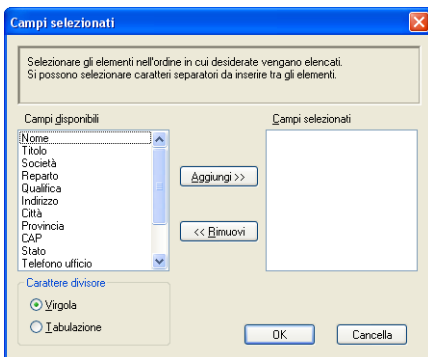 Campi selezionati
Selezionare gli elementi nell'ordine in cui desiderate vengano elencati.
Si possono selezionare caratteri separatori da inserire tra gli elementi.
Campi disponibili
Campi selezionati
Nome
Titolo
Società
Reparto
Qualifica
Indirizzo
Città
Provincia
CAP
Stato
Telefono ufficio
Aggiungi >>
<< Rimuovi
Carattere divisore
Virgola
Tabulazione
OK
Cancella